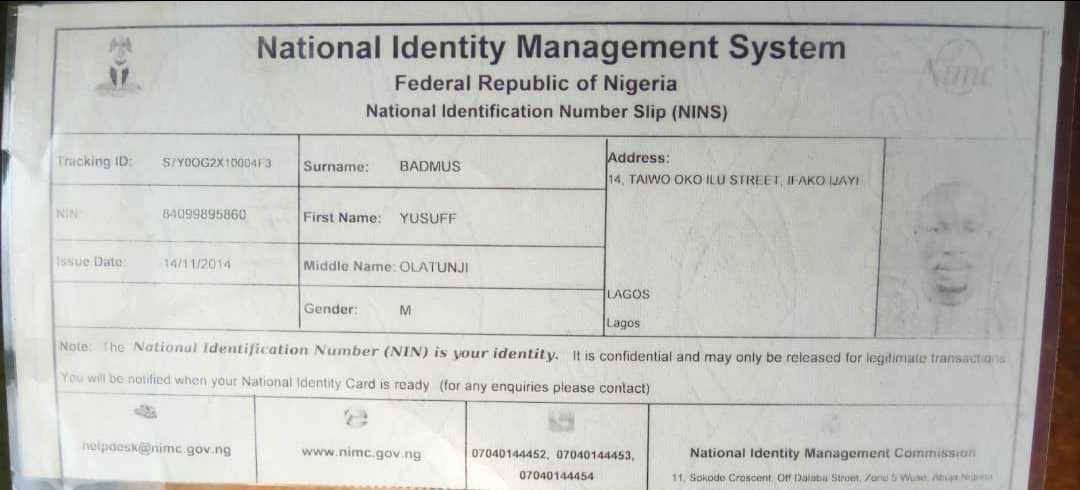 National Identity Management System
Federal Republic of Nigeria
National Identification Number Slip (NINS)
Nimc
Tracking ID:
Surname: BADMUS
Address:
14, TAIWO OKO ILU STREET, IFAKO IJAYI
NIN: 84099895860
First Name: YUSUFF
Issue Date: 14/11/2014
Middle Name: OLATUNJI
LAGOS
Gender: M
Lagos
Note: The National Identification Number (NIN) is your identity. It is confidential and may only be released for legitimate transactions
You will be notified when your National Identity Card is ready (for any enquiries please contact)
helpdesk@nimc.gov.ng
www.nimc.gov.ng
07040144452, 07040144453,
07040144454
National Identity Management Commission
11, Sokode Crescent, Off Dalaba Street, Zone 5 Wuse, Abuja Nigeria